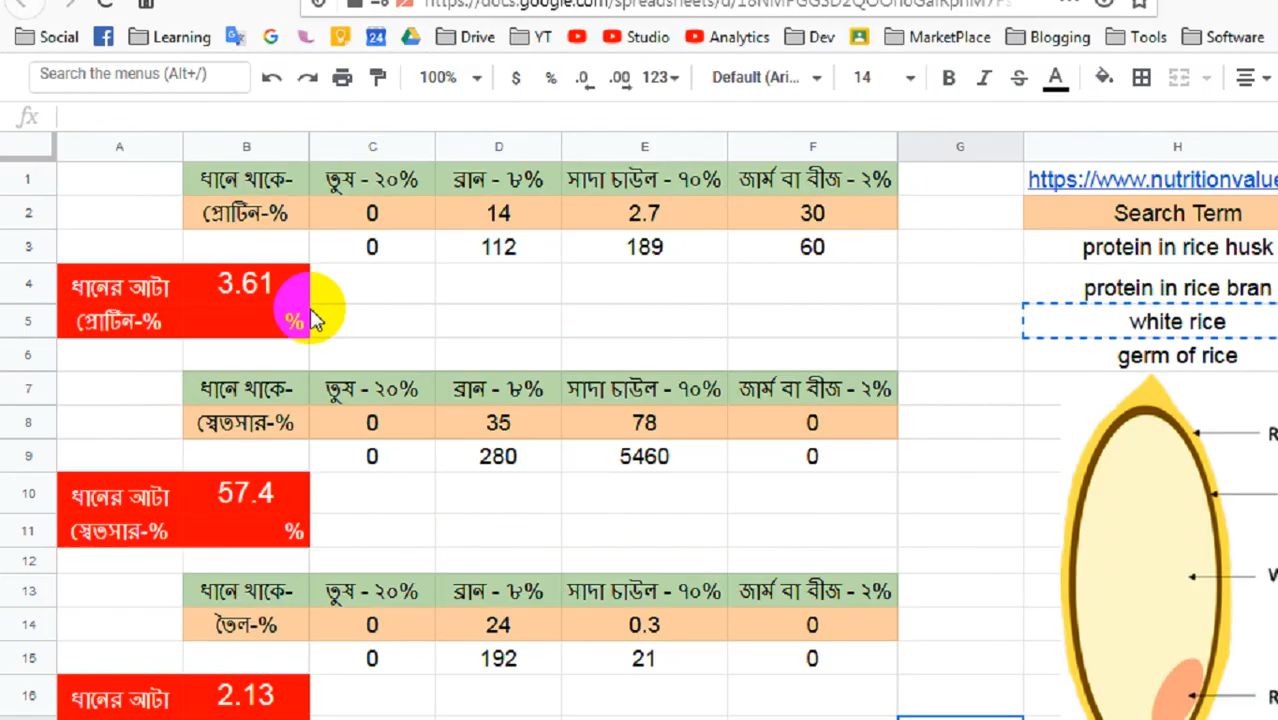 Social Learning Drive YT Studio Analytics Dev MarketPlace Blogging Tools Software
Search the menus (Alt+/) 100% $ % .0 .00 123 Default (Ari... 14 B I S A
fx
A B C D E F G H
1 ধানে থাকে- তুষ - ২০% ব্রান - ৮% সাদা চাউল - ৭০% জার্ম বা বীজ - ২% https://www.nutritionvalue
2 প্রোটিন-% 0 14 2.7 30 Search Term
3 0 112 189 60 protein in rice husk
4 ধানের আটা 3.61 protein in rice bran
5 প্রোটিন-% % white rice
6 germ of rice
7 ধানে থাকে- তুষ - ২০% ব্রান - ৮% সাদা চাউল - ৭০% জার্ম বা বীজ - ২%
8 স্বেতসার-% 0 35 78 0
9 0 280 5460 0
10 ধানের আটা 57.4
11 স্বেতসার-% %
12
13 ধানে থাকে- তুষ - ২০% ব্রান - ৮% সাদা চাউল - ৭০% জার্ম বা বীজ - ২%
14 তৈল-% 0 24 0.3 0
15 0 192 21 0
16 ধানের আটা 2.13